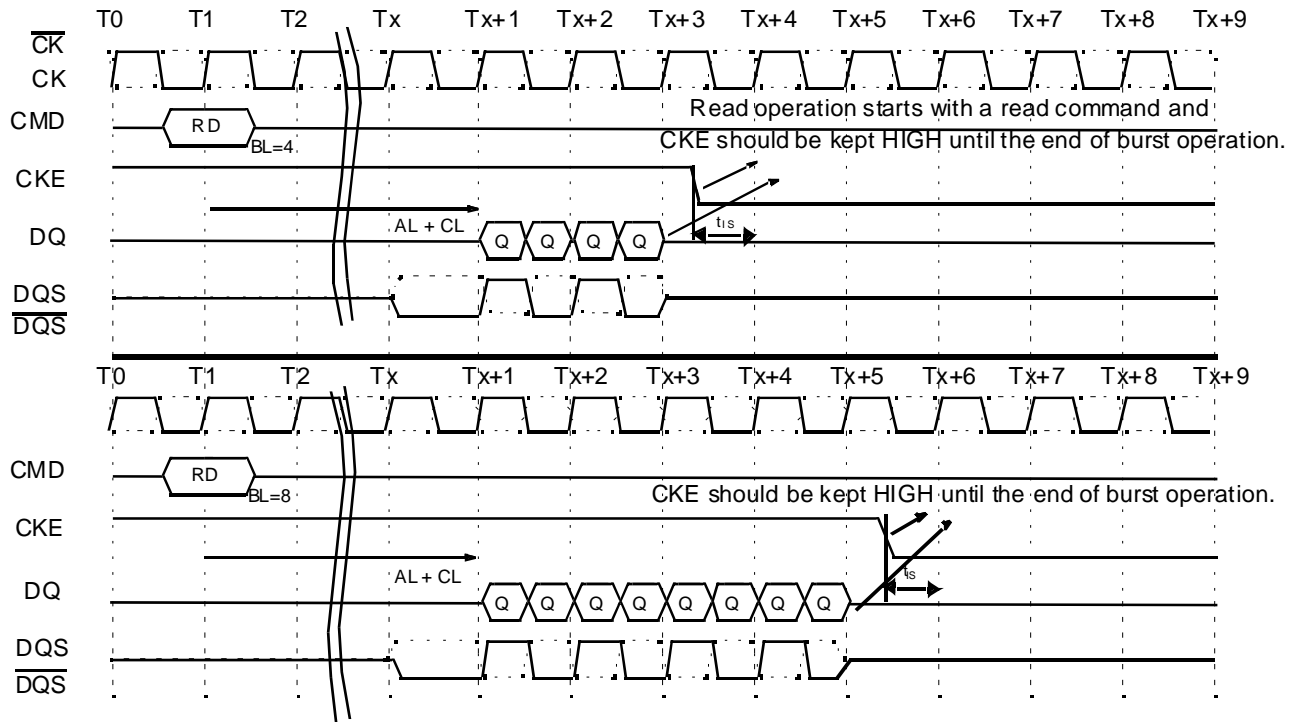 T0 T1 T2 Tx Tx+1 Tx+2 Tx+3 Tx+4 Tx+5 Tx+6 Tx+7 Tx+8 Tx+9
CK
CK
Read operation starts with a read command and
CMD RD
BL=4
CKE should be kept HIGH until the end of burst operation.
CKE
AL + CL
tIS
DQ Q Q Q Q
DQS
DQS
T0 T1 T2 Tx Tx+1 Tx+2 Tx+3 Tx+4 Tx+5 Tx+6 Tx+7 Tx+8 Tx+9
CMD RD
BL=8
CKE should be kept HIGH until the end of burst operation.
CKE
AL + CL
tIS
DQ Q Q Q Q Q Q Q Q
DQS
DQS